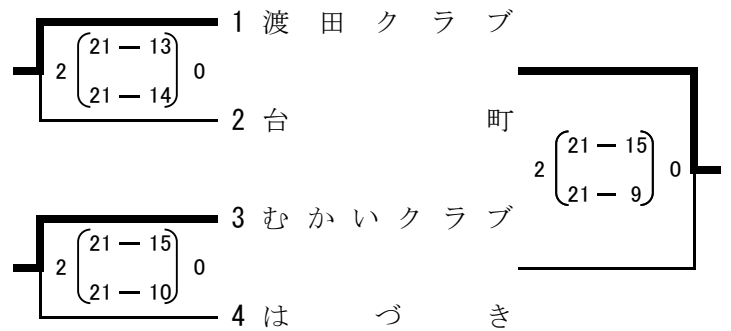 1 渡田クラブ
21 — 13
2 0
21 — 14
2 台町
21 — 15
2 0
21 — 9
3 むかいクラブ
21 — 15
2 0
21 — 10
4 はづき